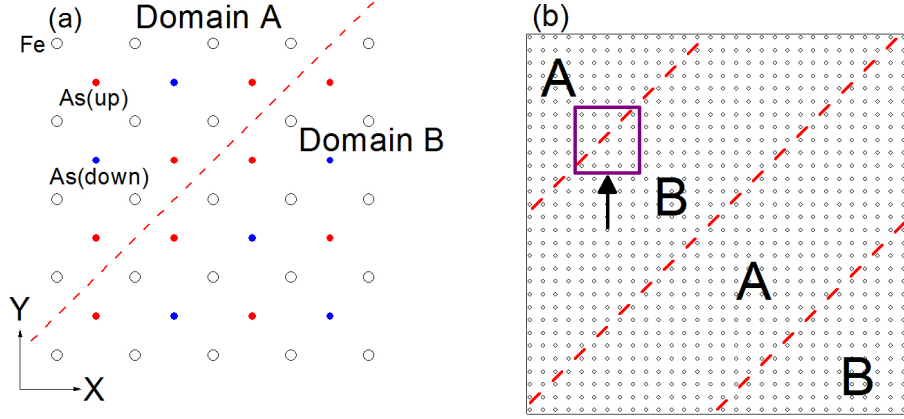 (a)
Domain A
Fe
As(up)
Domain B
As(down)
Y
X
(b)
A
B
A
B